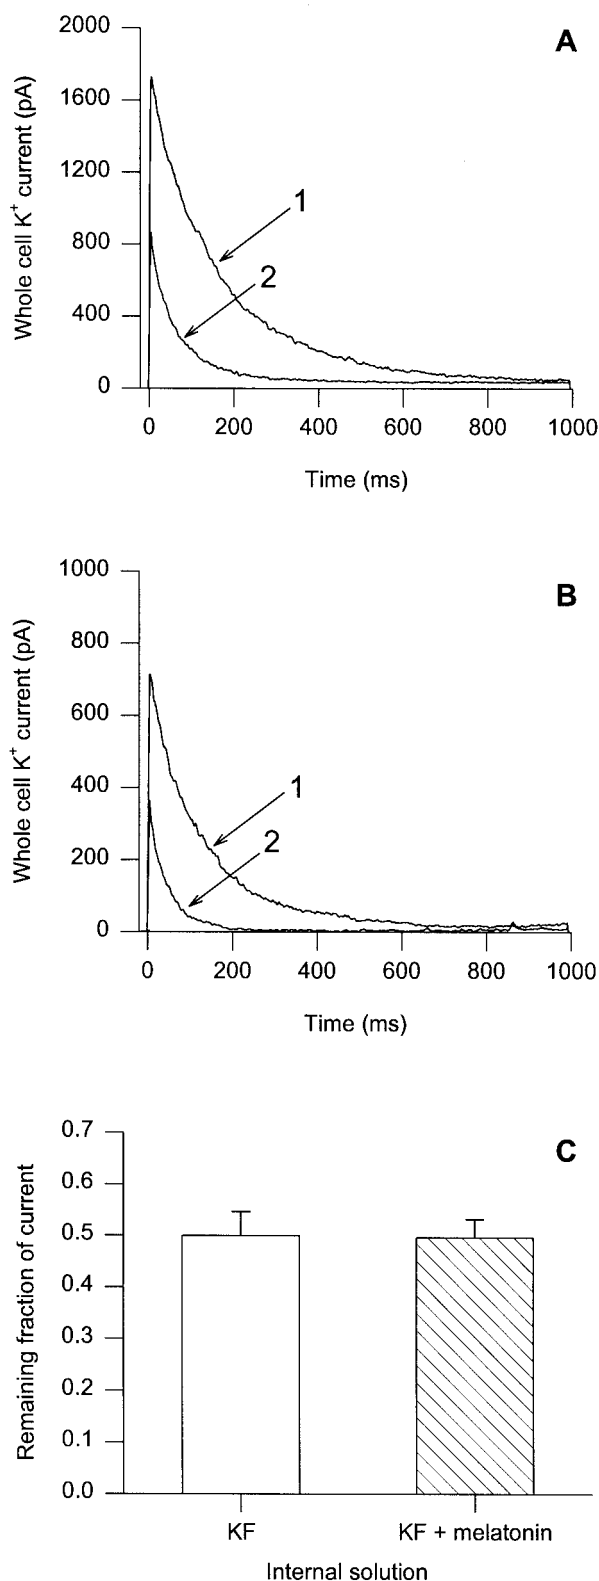 A
Whole cell K⁺ current (pA)
2000
1600
1200
800
400
0
1
2
0 200 400 600 800 1000
Time (ms)
B
Whole cell K⁺ current (pA)
1000
800
600
400
200
0
1
2
0 200 400 600 800 1000
Time (ms)
C
Remaining fraction of current
0.7
0.6
0.5
0.4
0.3
0.2
0.1
0.0
KF KF + melatonin
Internal solution